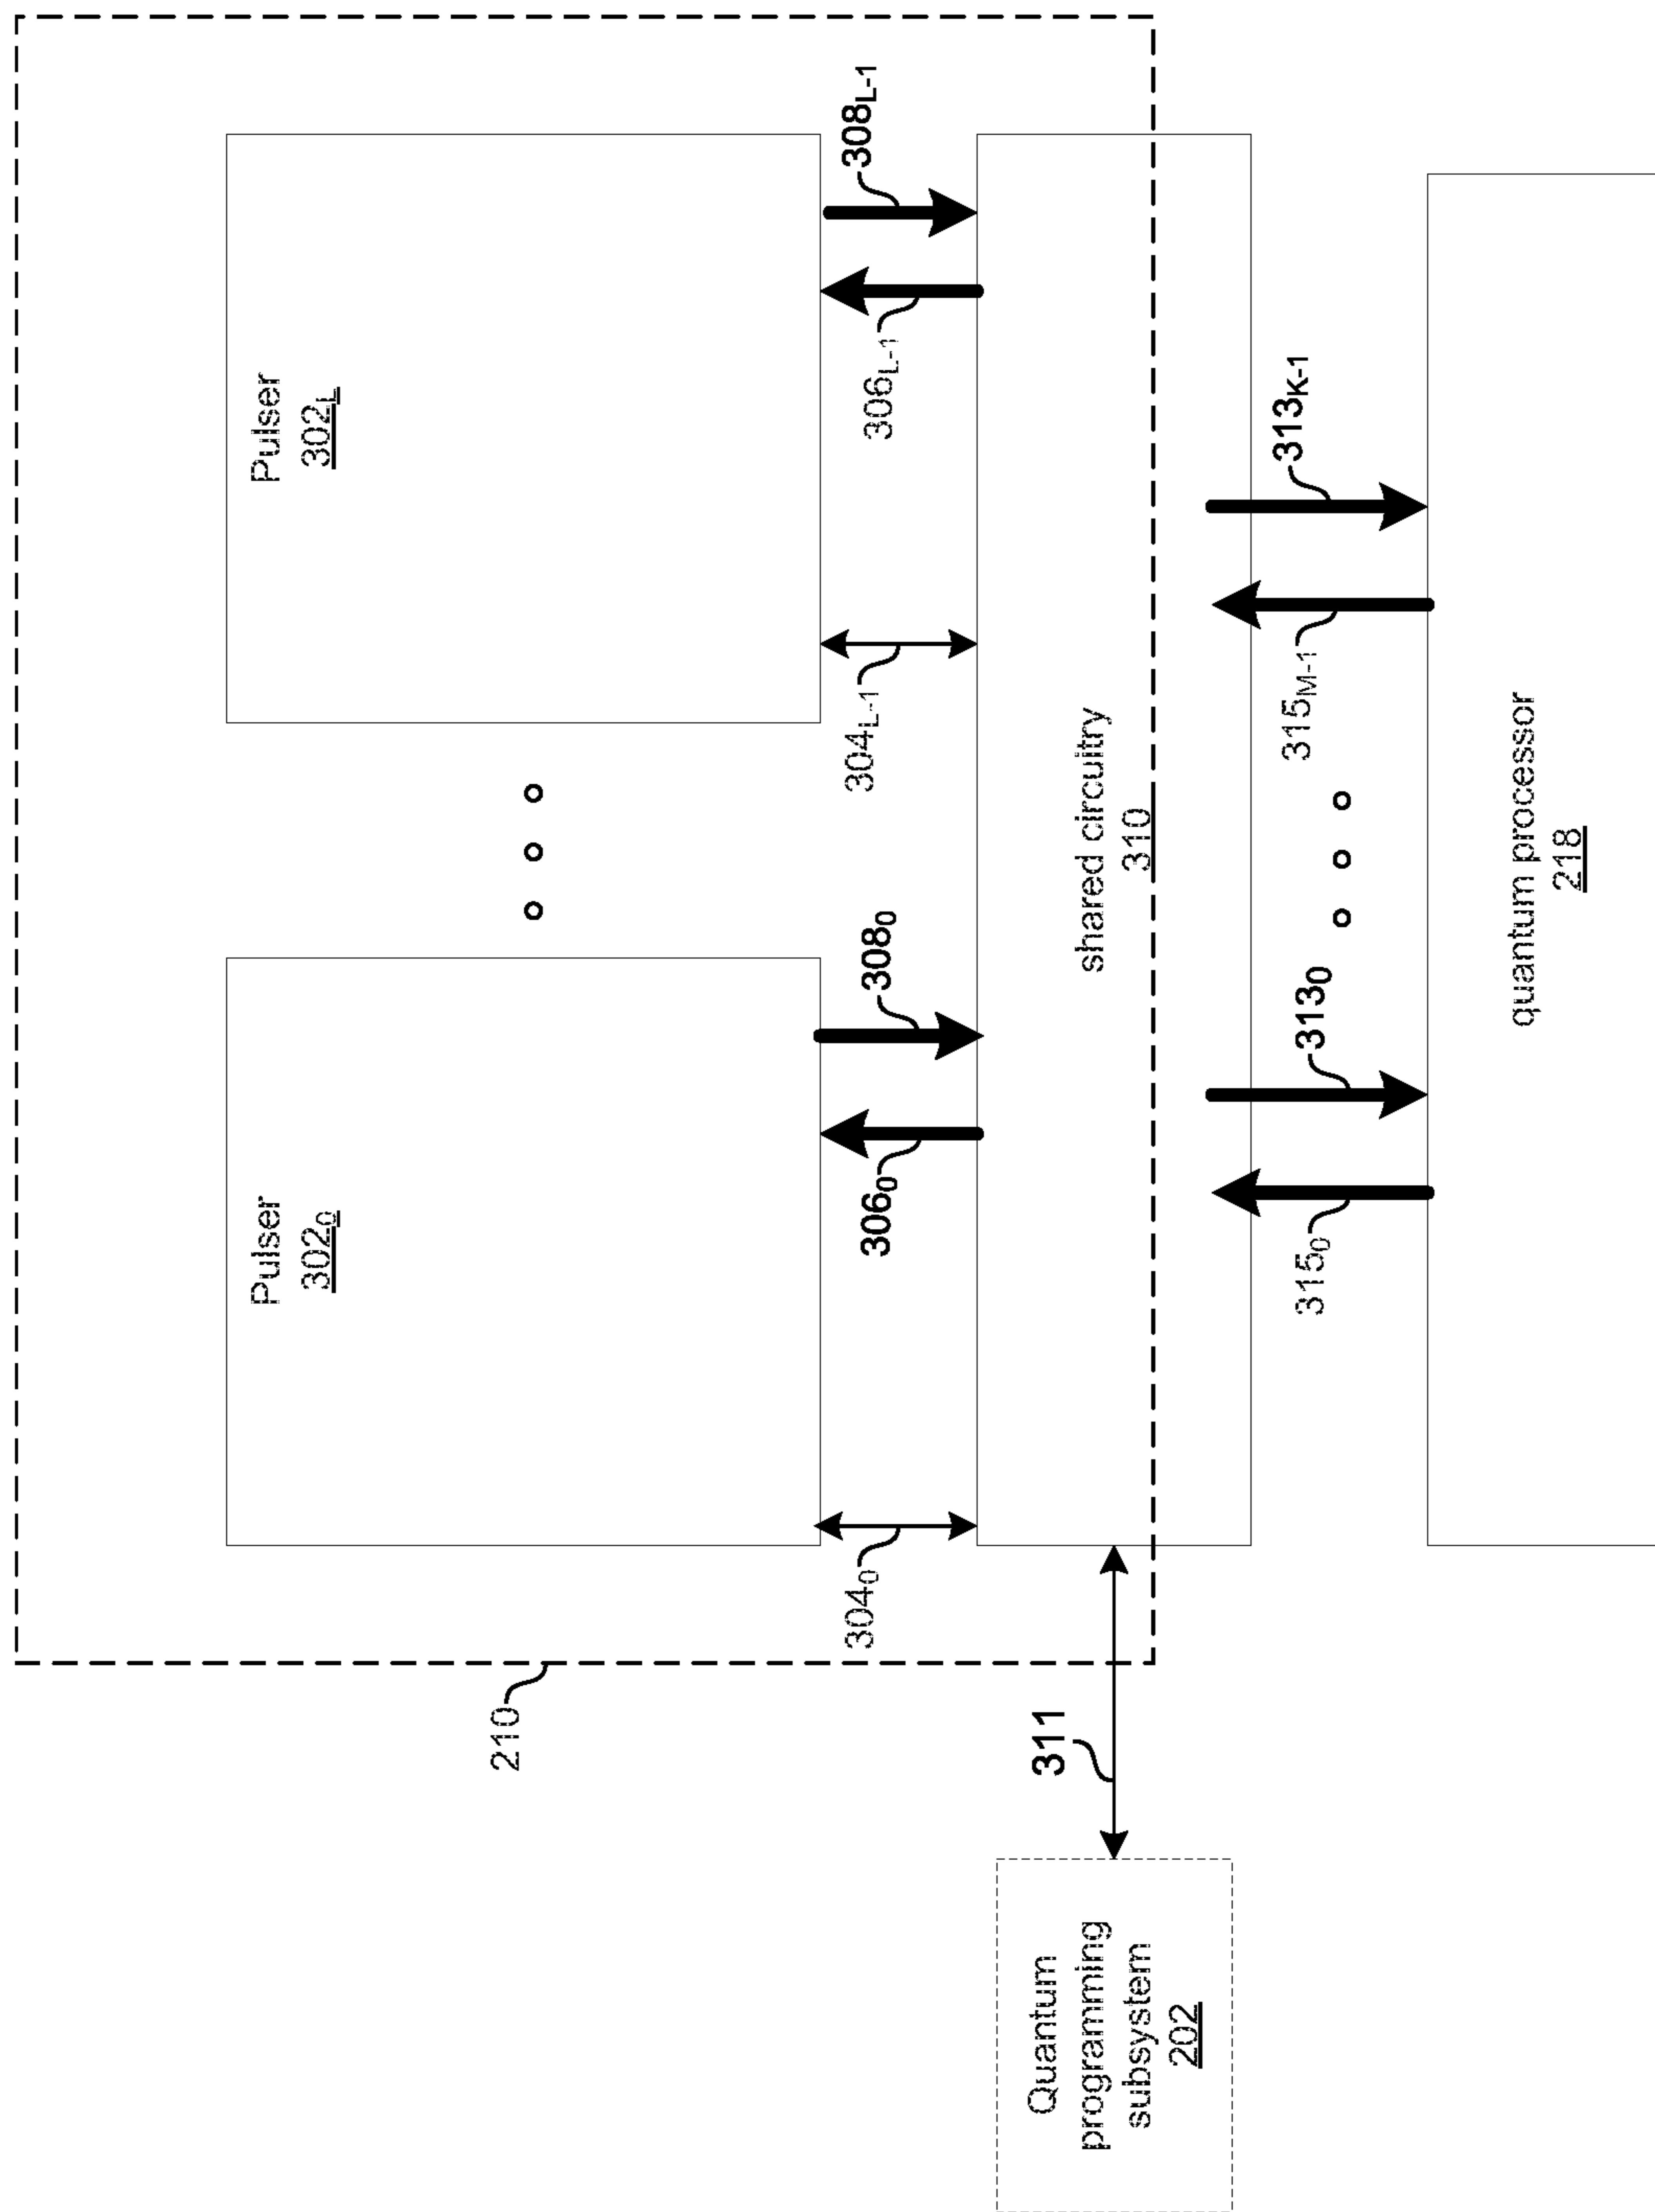 210
Pulser
302₀
Pulser
302L
304₀
306₀
308₀
304L-1
306L-1
308L-1
Quantum
programming
subsystem
202
311
shared circuitry
310
315₀
313₀
315M-1
313K-1
quantum processor
218